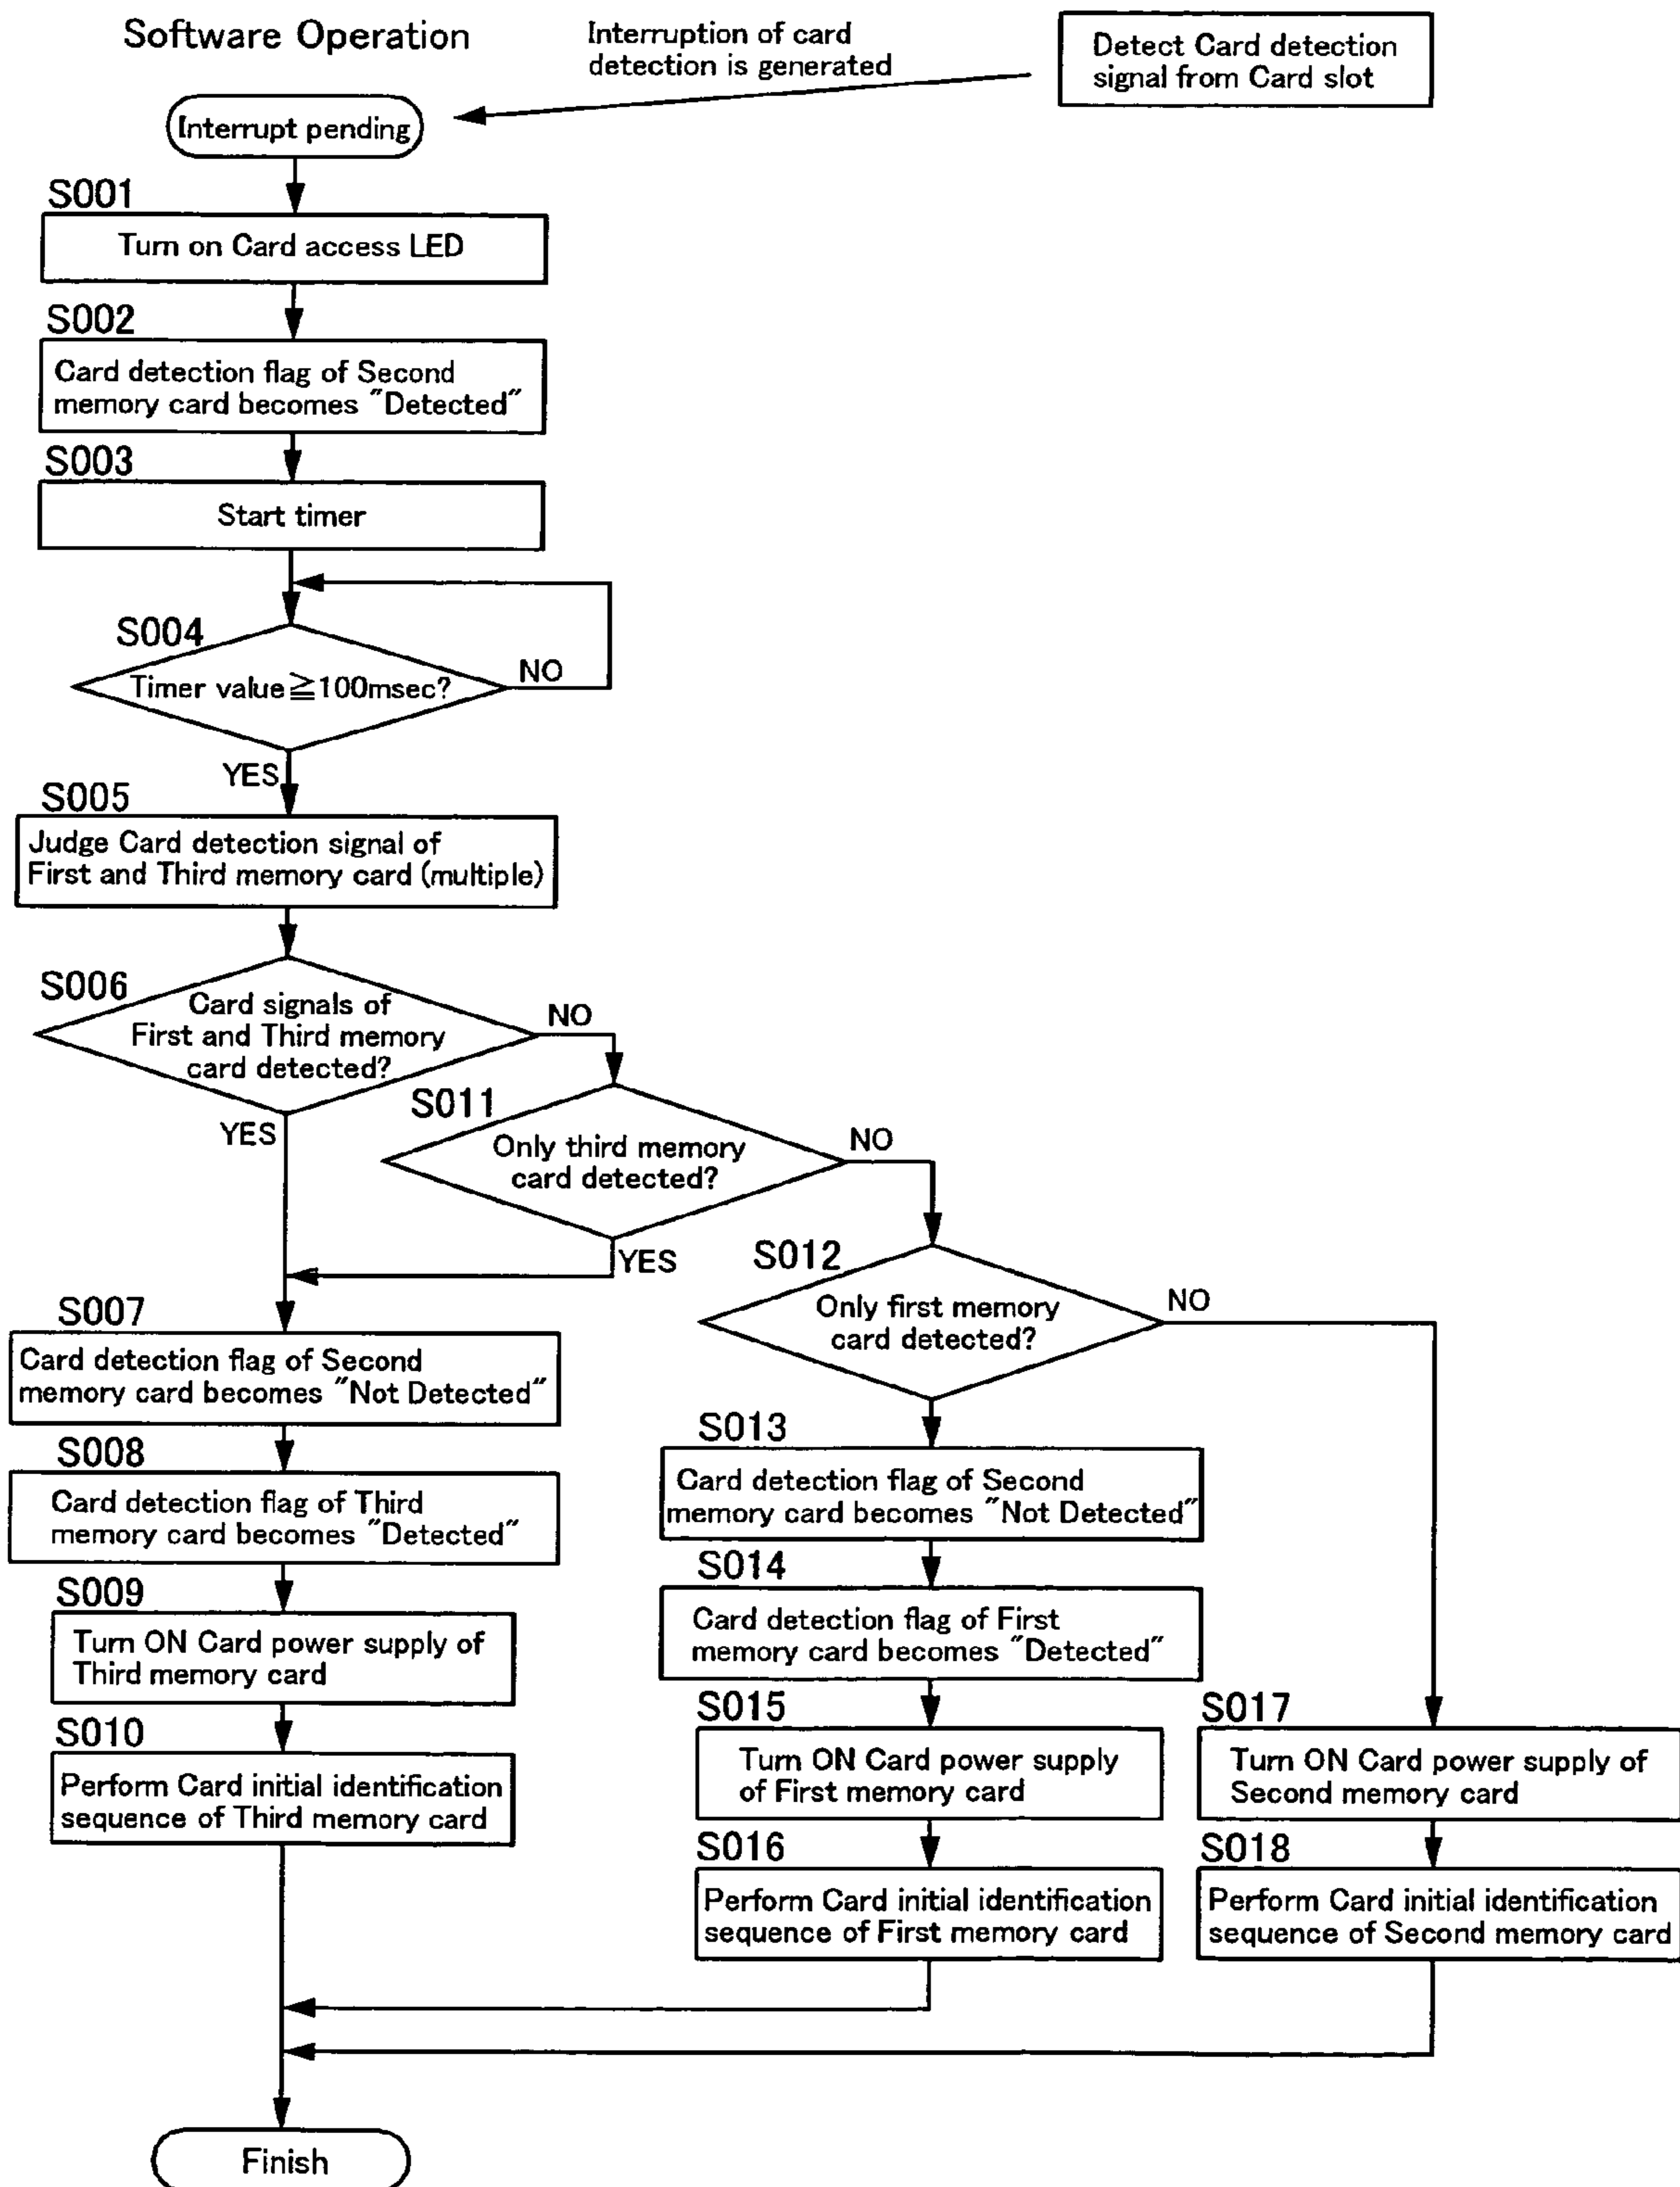 Software Operation
Interruption of card
detection is generated
Detect Card detection
signal from Card slot
Interrupt pending
S001
Turn on Card access LED
S002
Card detection flag of Second
memory card becomes "Detected"
S003
Start timer
S004
Timer value≧100msec?
NO
YES
S005
Judge Card detection signal of
First and Third memory card (multiple)
S006
Card signals of
First and Third memory
card detected?
NO
YES
S011
Only third memory
card detected?
NO
YES
S012
Only first memory
card detected?
NO
S007
Card detection flag of Second
memory card becomes "Not Detected"
S008
Card detection flag of Third
memory card becomes "Detected"
S009
Turn ON Card power supply of
Third memory card
S010
Perform Card initial identification
sequence of Third memory card
S013
Card detection flag of Second
memory card becomes "Not Detected"
S014
Card detection flag of First
memory card becomes "Detected"
S015
Turn ON Card power supply
of First memory card
S016
Perform Card initial identification
sequence of First memory card
S017
Turn ON Card power supply of
Second memory card
S018
Perform Card initial identification
sequence of Second memory card
Finish